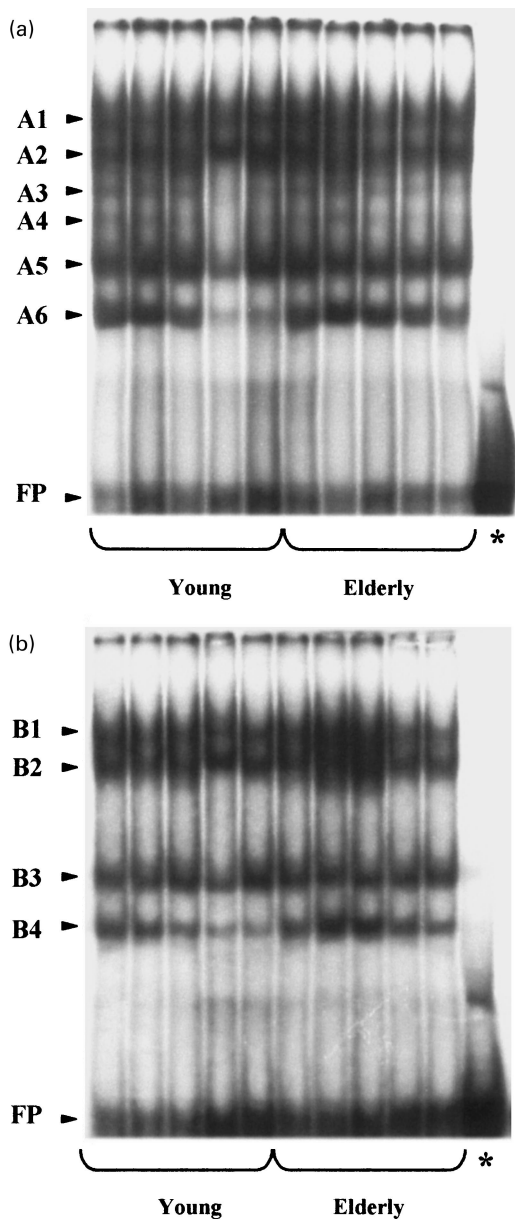 (a)
A1
A2
A3
A4
A5
A6
FP
*
Young Elderly
(b)
B1
B2
B3
B4
FP
*
Young Elderly